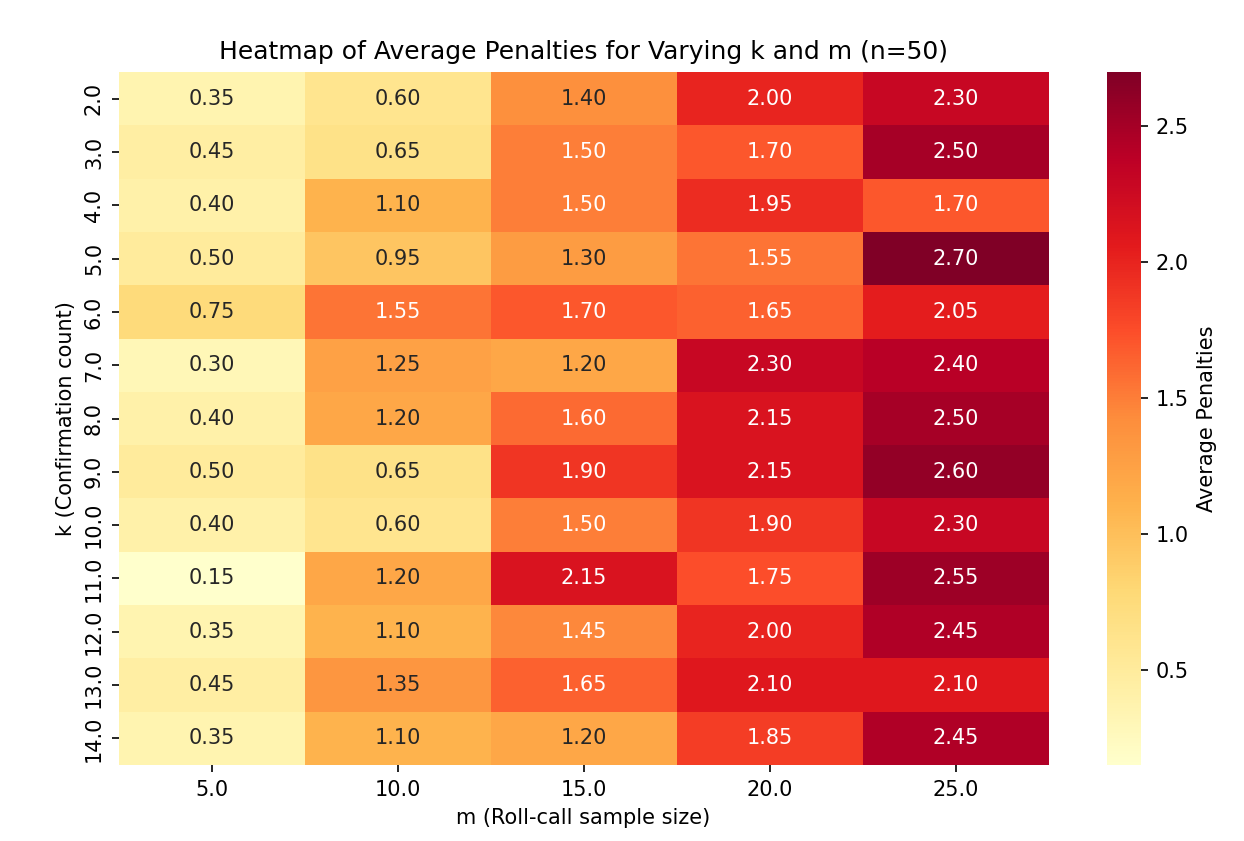 Heatmap of Average Penalties for Varying k and m (n=50)
k (Confirmation count)
2.0 0.35 0.60 1.40 2.00 2.30
3.0 0.45 0.65 1.50 1.70 2.50
4.0 0.40 1.10 1.50 1.95 1.70
5.0 0.50 0.95 1.30 1.55 2.70
6.0 0.75 1.55 1.70 1.65 2.05
7.0 0.30 1.25 1.20 2.30 2.40
8.0 0.40 1.20 1.60 2.15 2.50
9.0 0.50 0.65 1.90 2.15 2.60
10.0 0.40 0.60 1.50 1.90 2.30
11.0 0.15 1.20 2.15 1.75 2.55
12.0 0.35 1.10 1.45 2.00 2.45
13.0 0.45 1.35 1.65 2.10 2.10
14.0 0.35 1.10 1.20 1.85 2.45
5.0 10.0 15.0 20.0 25.0
m (Roll-call sample size)
2.5
2.0
1.5
1.0
0.5
Average Penalties